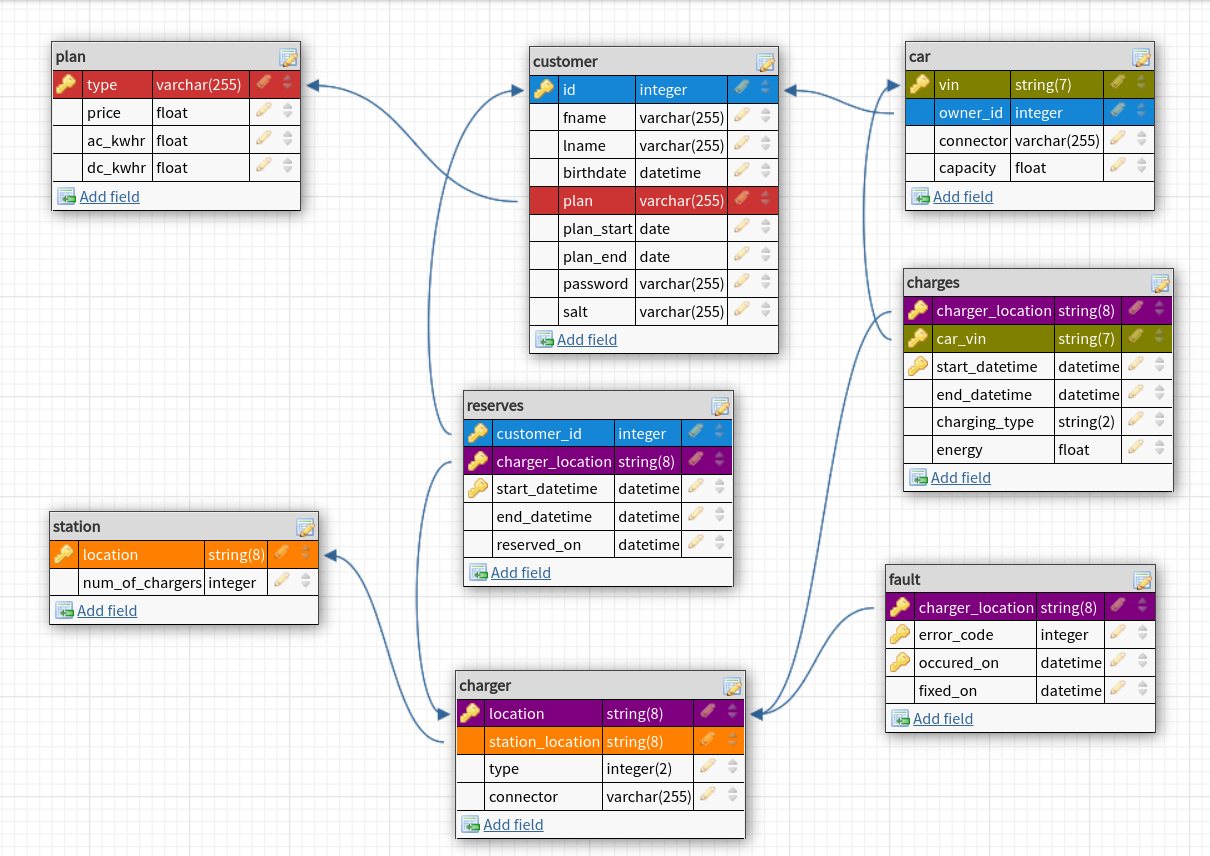 plan
type varchar(255)
price float
ac_kwhr float
dc_kwhr float
Add field
customer
id integer
fname varchar(255)
lname varchar(255)
birthdate datetime
plan varchar(255)
plan_start date
plan_end date
password varchar(255)
salt varchar(255)
Add field
car
vin string(7)
owner_id integer
connector varchar(255)
capacity float
Add field
charges
charger_location string(8)
car_vin string(7)
start_datetime datetime
end_datetime datetime
charging_type string(2)
energy float
Add field
reserves
customer_id integer
charger_location string(8)
start_datetime datetime
end_datetime datetime
reserved_on datetime
Add field
station
location string(8)
num_of_chargers integer
Add field
fault
charger_location string(8)
error_code integer
occured_on datetime
fixed_on datetime
Add field
charger
location string(8)
station_location string(8)
type integer(2)
connector varchar(255)
Add field